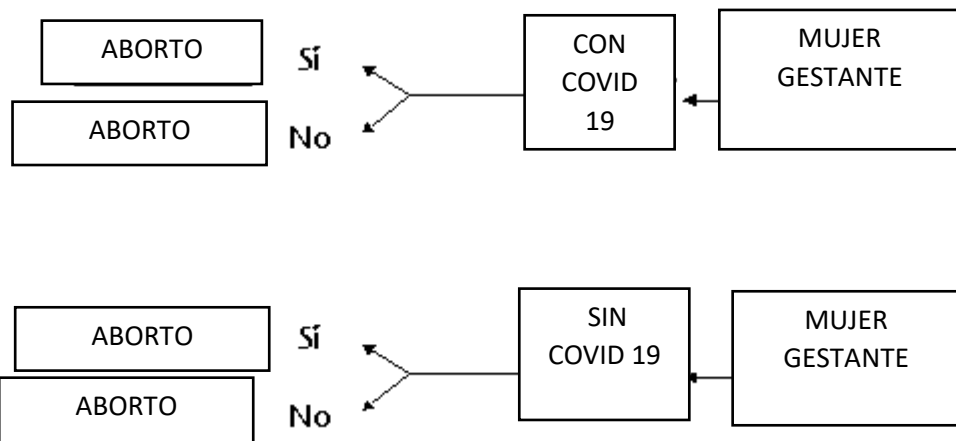 ABORTO
Sí
ABORTO
No
CON
COVID
19
MUJER
GESTANTE
ABORTO
Sí
ABORTO
No
SIN
COVID 19
MUJER
GESTANTE